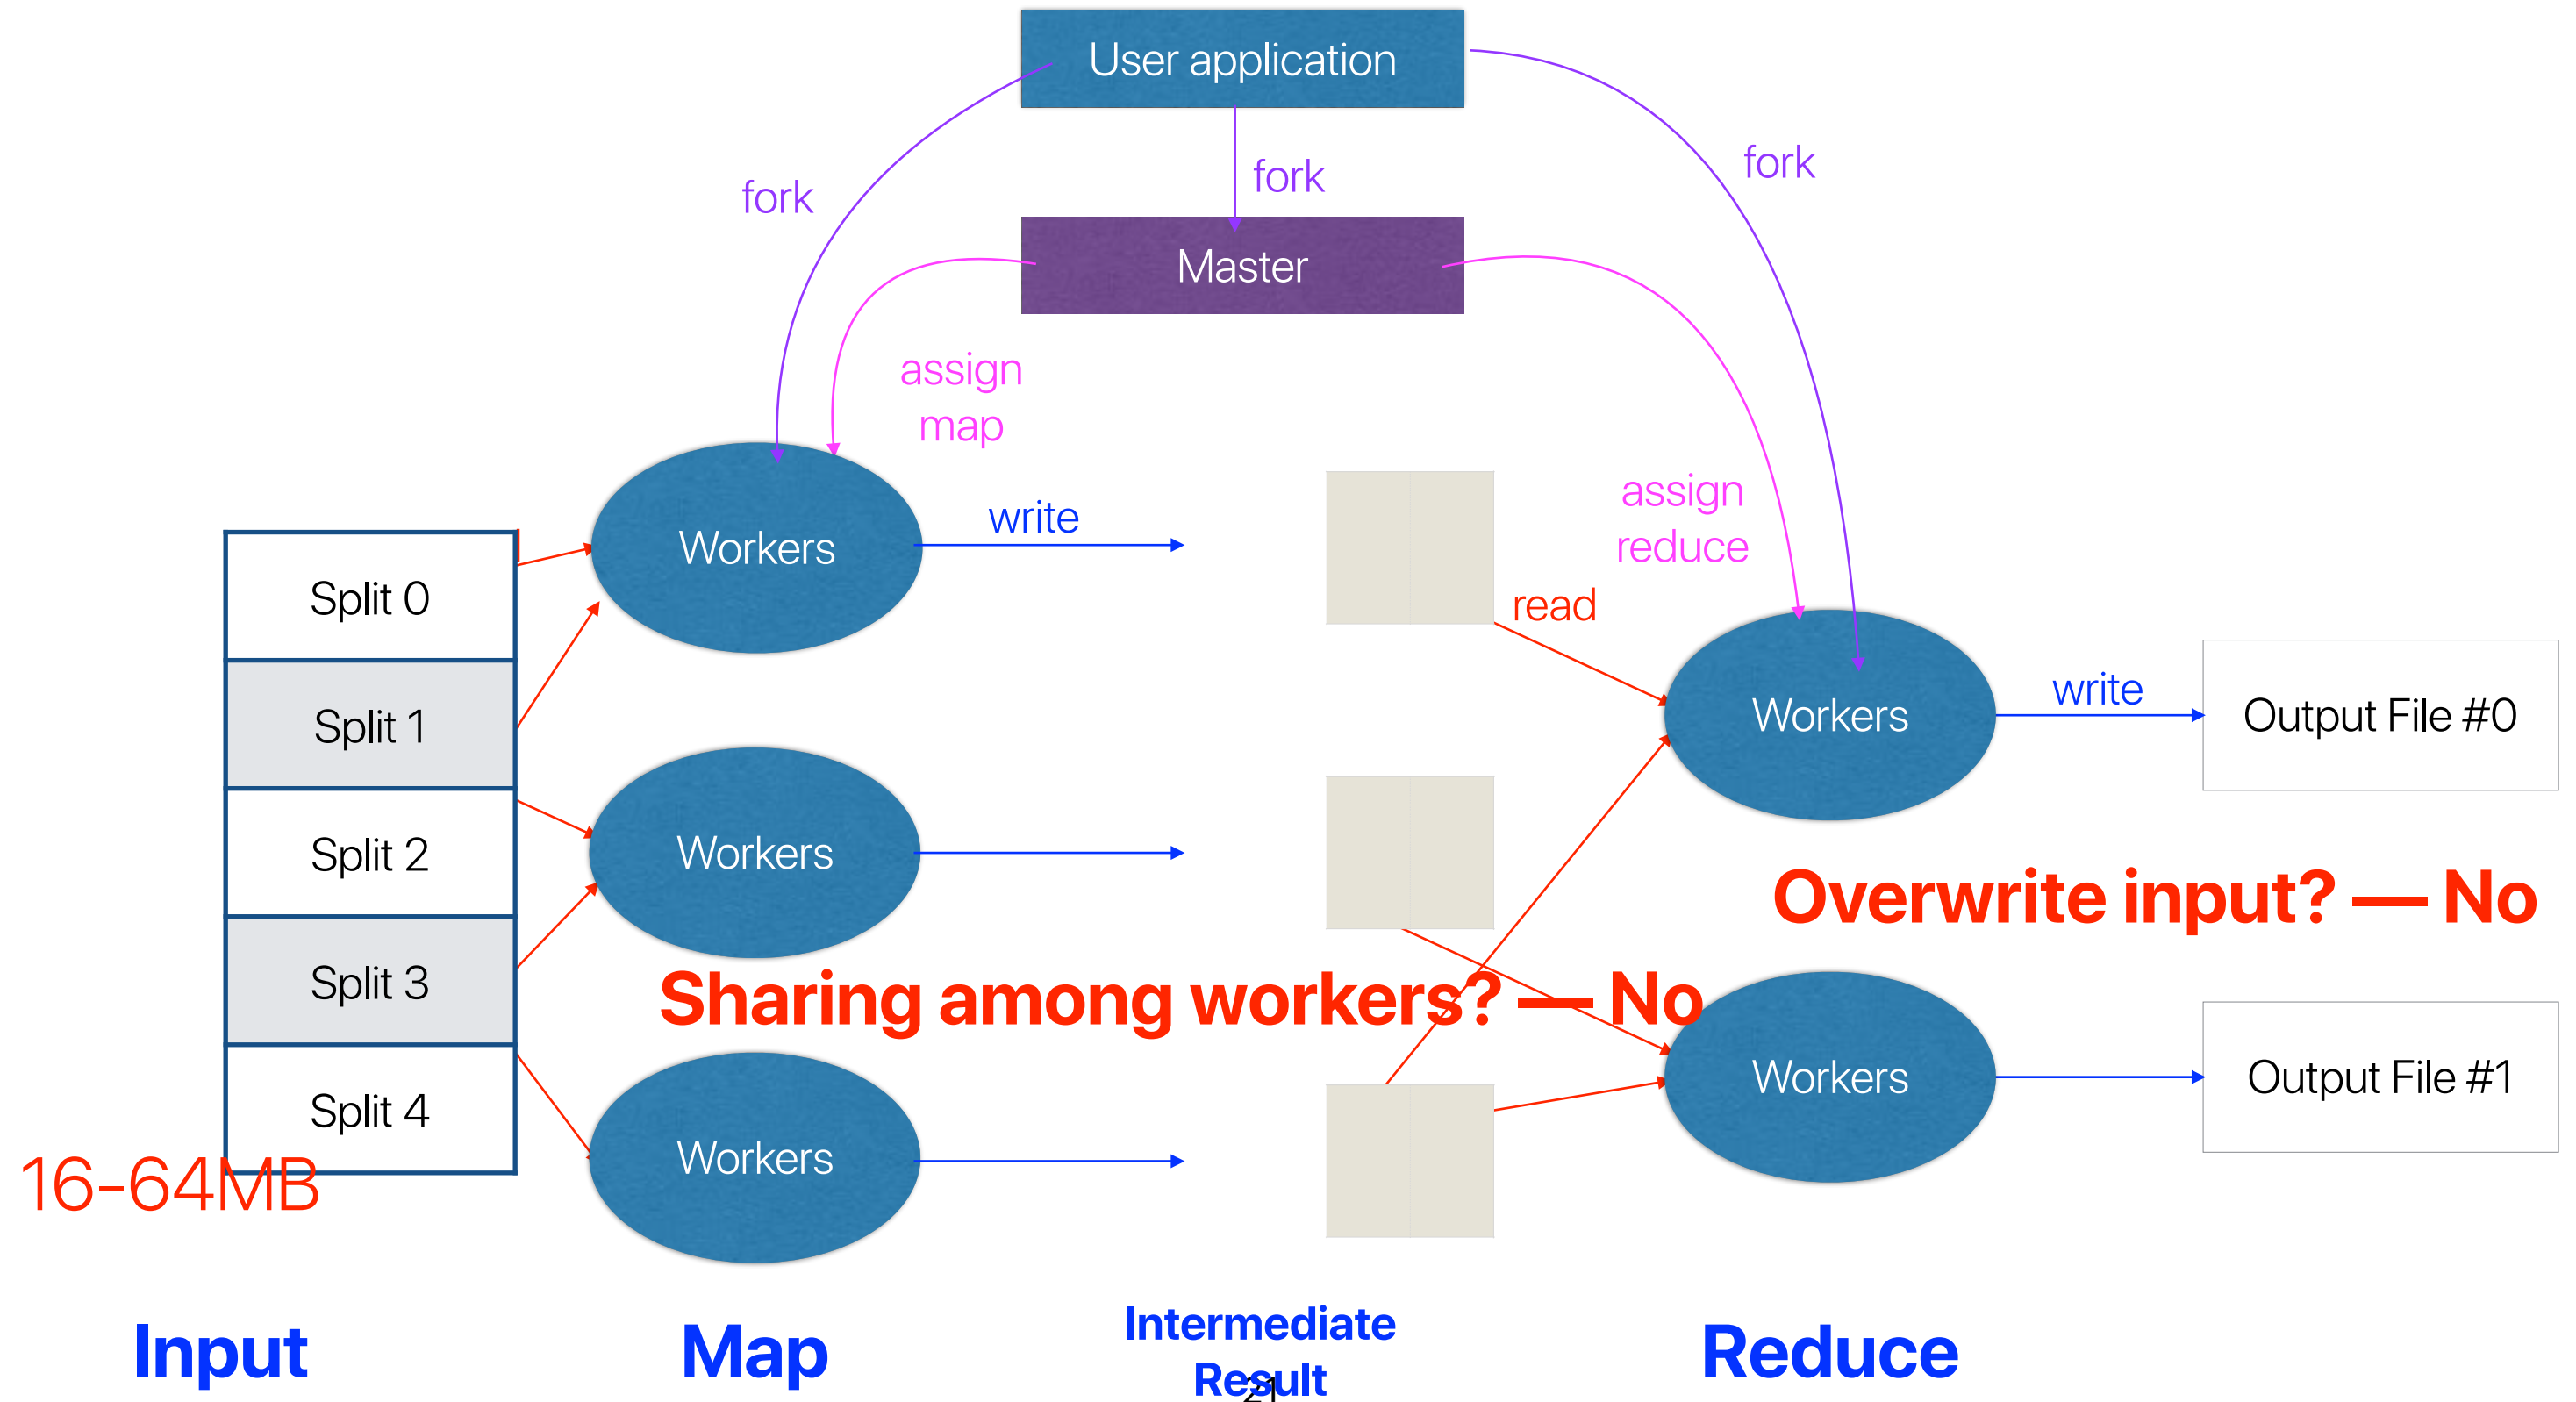 User application
fork
fork
fork
Master
assign
map
assign
reduce
write
read
Workers
Split 0
Split 1
Split 2
Split 3
Split 4
16-64MB
Workers
Workers
Workers
write
Output File #0
Overwrite input? — No
Sharing among workers? — No
Workers
Output File #1
Input
Map
Intermediate
Result
21
Reduce